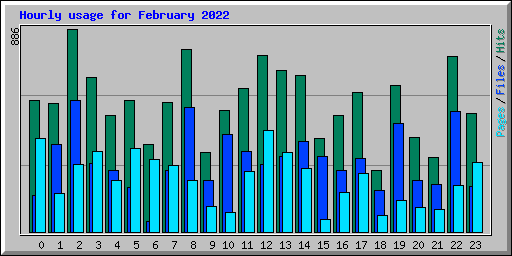 Hourly usage for February 2022
886
Pages/Files/Hits
0 1 2 3 4 5 6 7 8 9 10 11 12 13 14 15 16 17 18 19 20 21 22 23